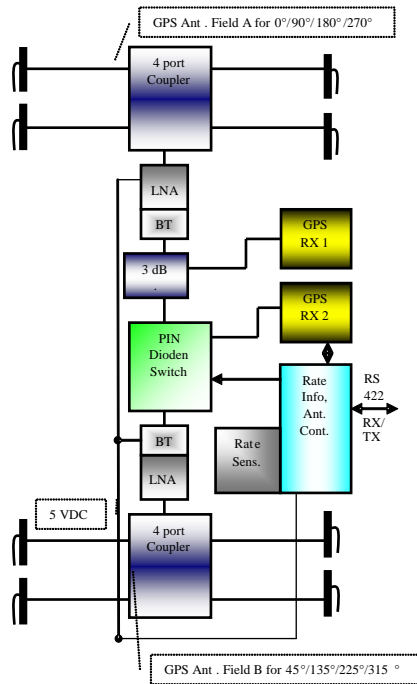 GPS Ant . Field A for 0°/90°/180°/270°
4 port
Coupler
LNA
BT
3 dB
.
GPS
RX 1
GPS
RX 2
PIN
Dioden
Switch
Rate
Info,
Ant.
Cont.
RS
422
RX/
TX
BT
Rate
Sens.
LNA
5 VDC
4 port
Coupler
GPS Ant . Field B for 45°/135°/225°/315 °